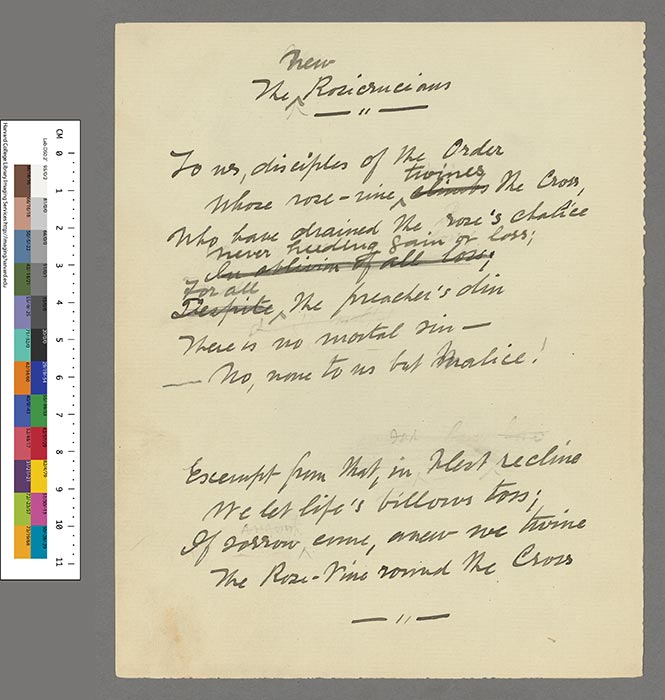 New
The Rosicrucians
To us, disciples of the Order
Whose rose-vine twines climbs the Cross,
Who have drained the rose's chalice
never heeding gain or loss;
In oblivion of all loss;
For all
Despite the preacher's din
There is no mortal sin—
— No, none to us but Malice!
Exempt from that, in blest recline
We let life's billows toss;
If sorrow come, anew we twine
The Rose-Vine round the Cross
CM 0 1 2 3 4 5 6 7 8 9 10 11
Harvard College Library Imaging Services http://imaging.harvard.edu/